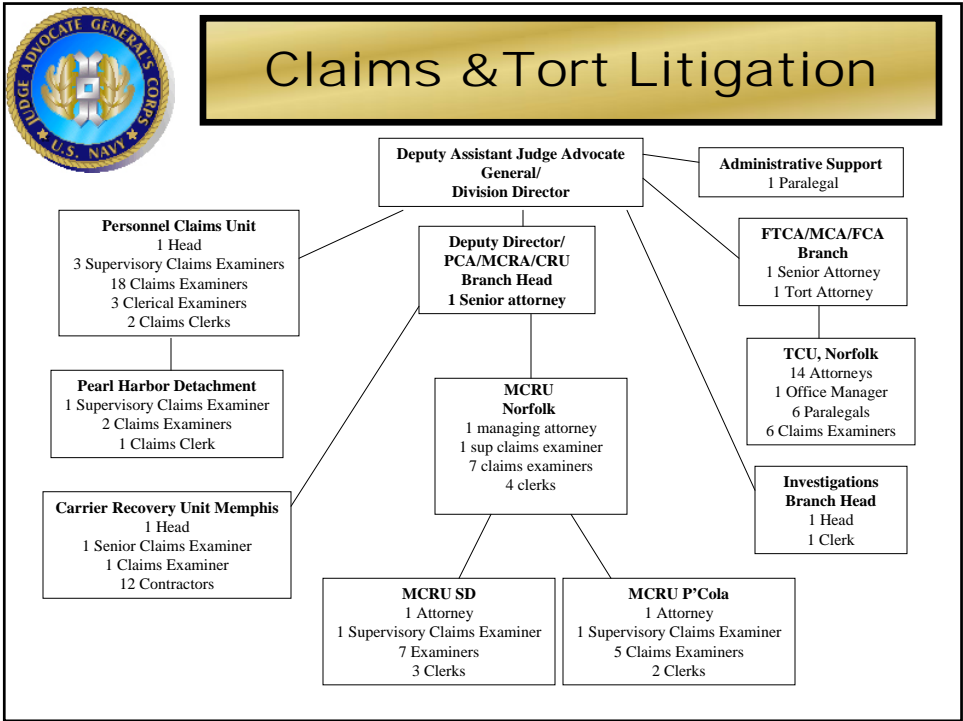 JUDGE ADVOCATE GENERAL'S CORPS
U.S. NAVY
Claims &Tort Litigation
Deputy Assistant Judge Advocate
General/
Division Director
Administrative Support
1 Paralegal
Personnel Claims Unit
1 Head
3 Supervisory Claims Examiners
18 Claims Examiners
3 Clerical Examiners
2 Claims Clerks
Deputy Director/
PCA/MCRA/CRU
Branch Head
1 Senior attorney
FTCA/MCA/FCA
Branch
1 Senior Attorney
1 Tort Attorney
Pearl Harbor Detachment
1 Supervisory Claims Examiner
2 Claims Examiners
1 Claims Clerk
MCRU
Norfolk
1 managing attorney
1 sup claims examiner
7 claims examiners
4 clerks
TCU, Norfolk
14 Attorneys
1 Office Manager
6 Paralegals
6 Claims Examiners
Carrier Recovery Unit Memphis
1 Head
1 Senior Claims Examiner
1 Claims Examiner
12 Contractors
Investigations
Branch Head
1 Head
1 Clerk
MCRU SD
1 Attorney
1 Supervisory Claims Examiner
7 Examiners
3 Clerks
MCRU P'Cola
1 Attorney
1 Supervisory Claims Examiner
5 Claims Examiners
2 Clerks